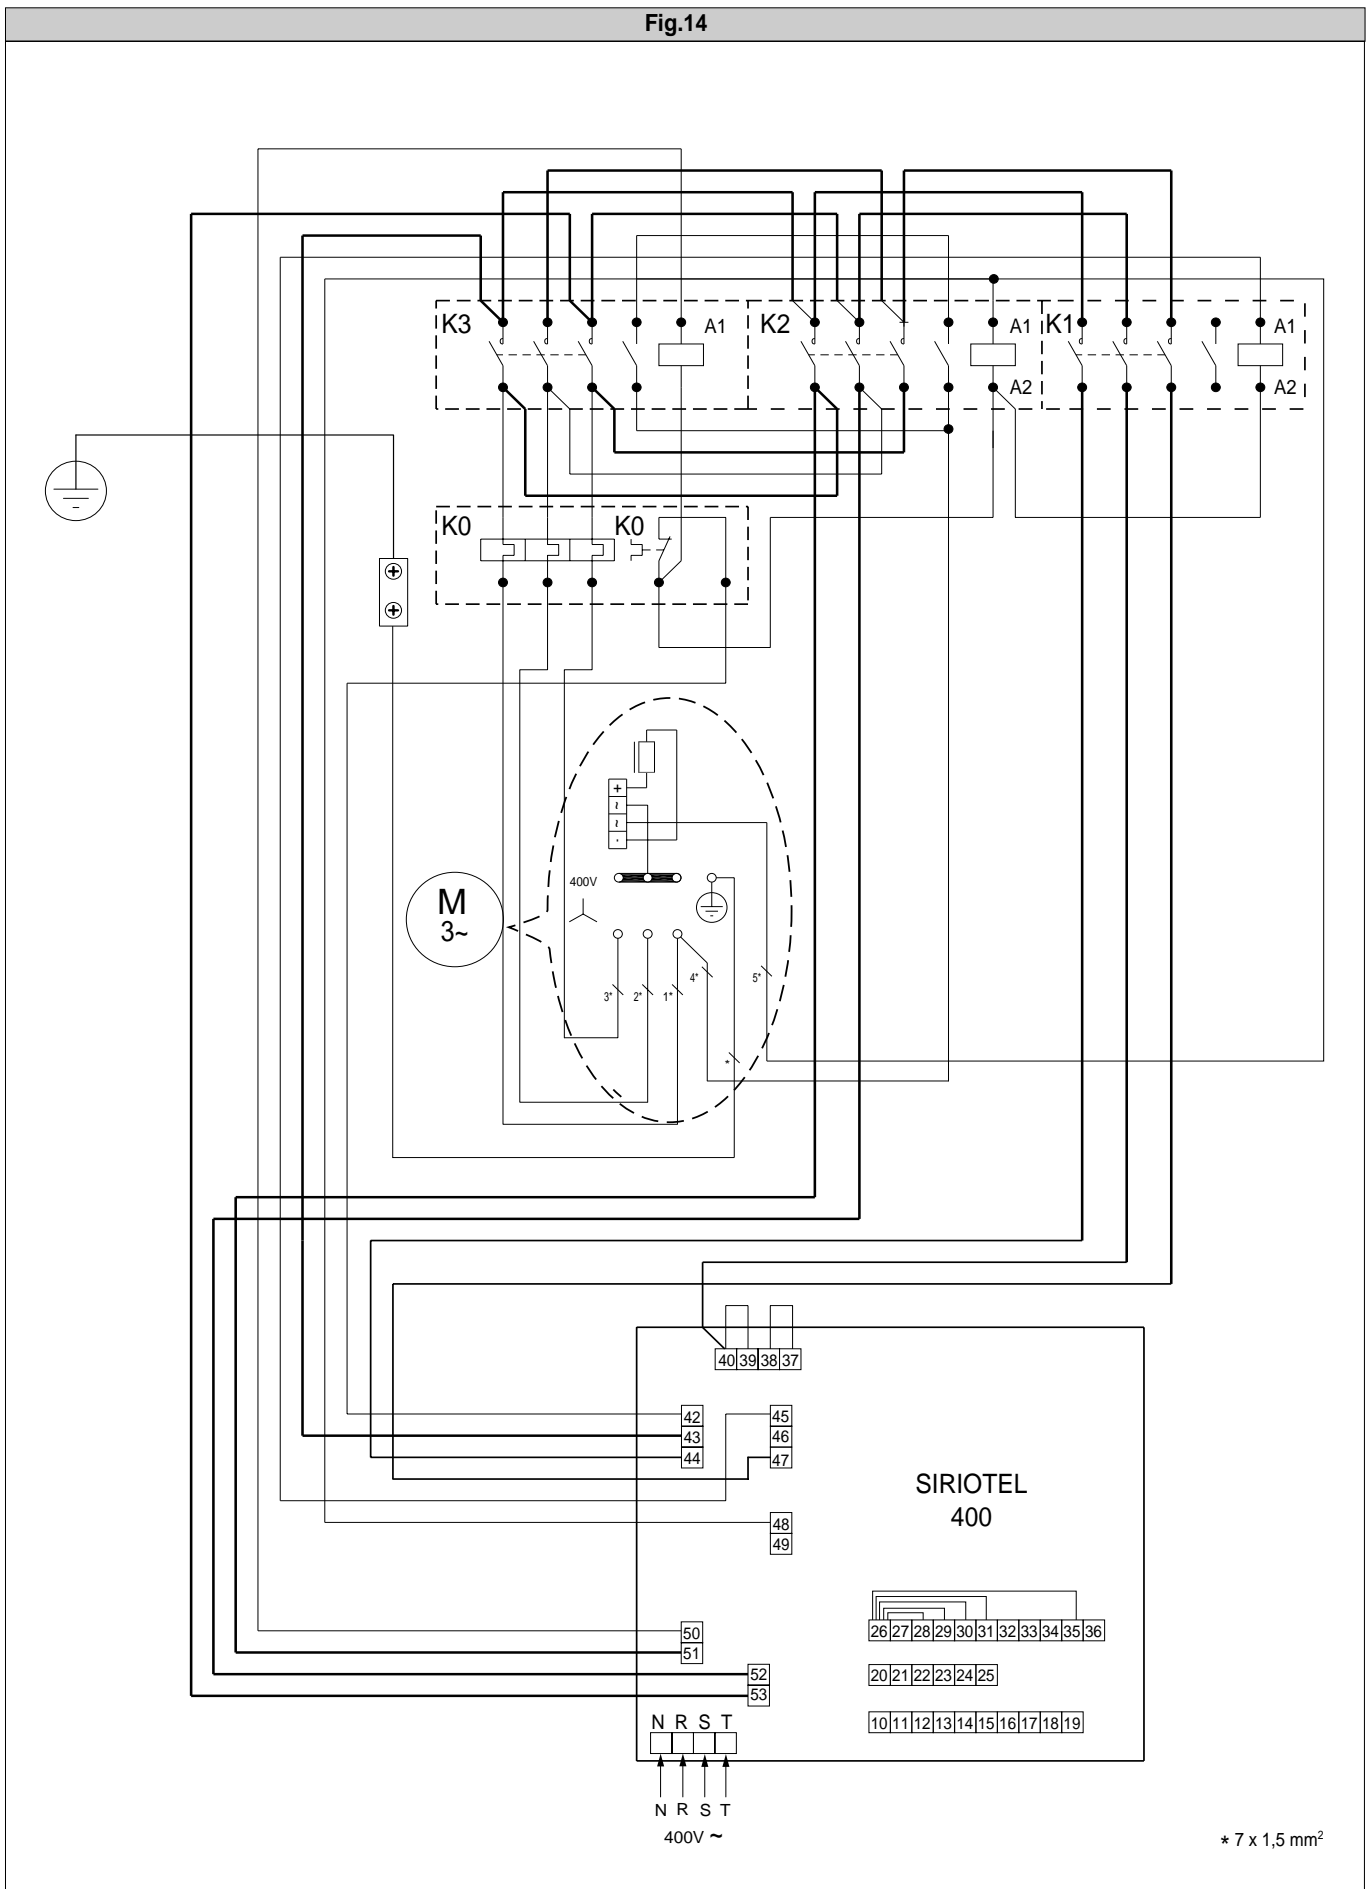 Fig.14
K3
A1
K2
A1
K1
A1
A2
A2
K0
K0
+
~
~
-
400V
M
3~
4*
5*
3*
2*
1*
*
40 39 38 37
42
43
44
45
46
47
SIRIOTEL
400
48
49
50
51
26 27 28 29 30 31 32 33 34 35 36
52
53
20 21 22 23 24 25
10 11 12 13 14 15 16 17 18 19
N R S T
N R S T
400V ~
* 7 x 1,5 mm²